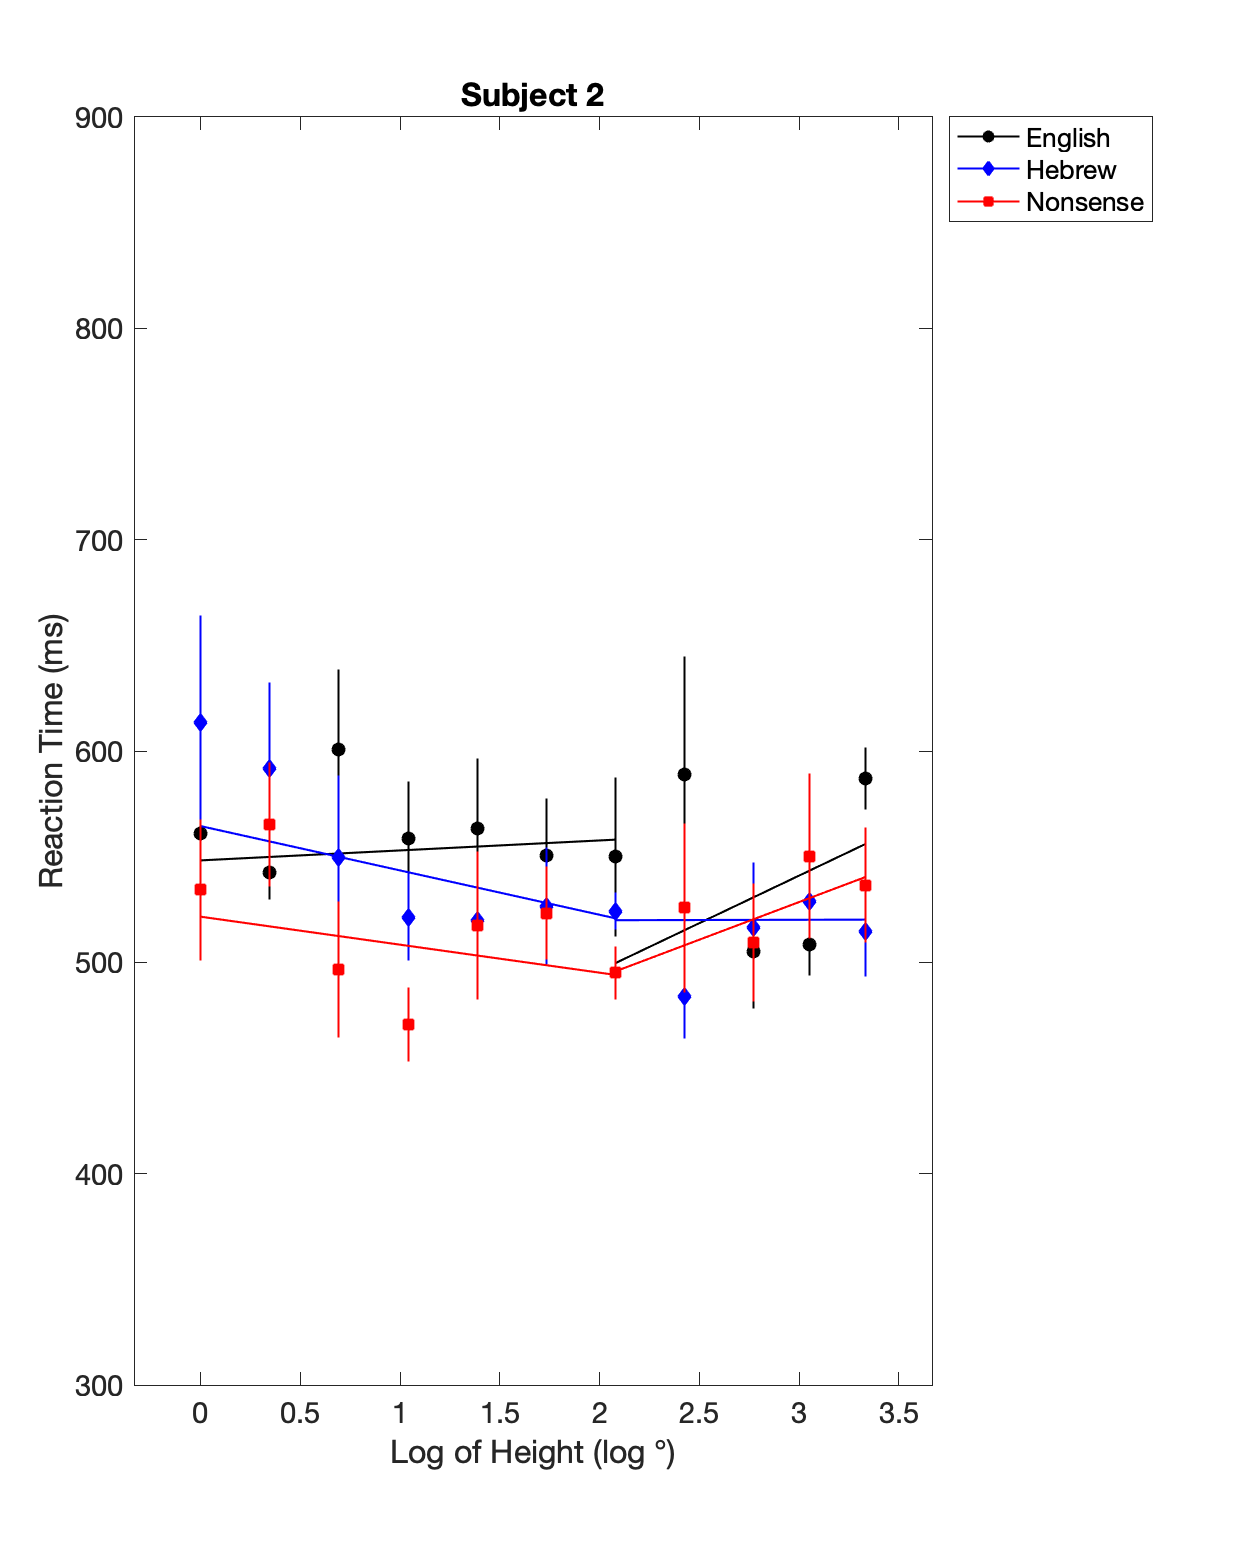 Subject 2
English
Hebrew
Nonsense
900
800
700
600
500
400
300
Reaction Time (ms)
0 0.5 1 1.5 2 2.5 3 3.5
Log of Height (log °)